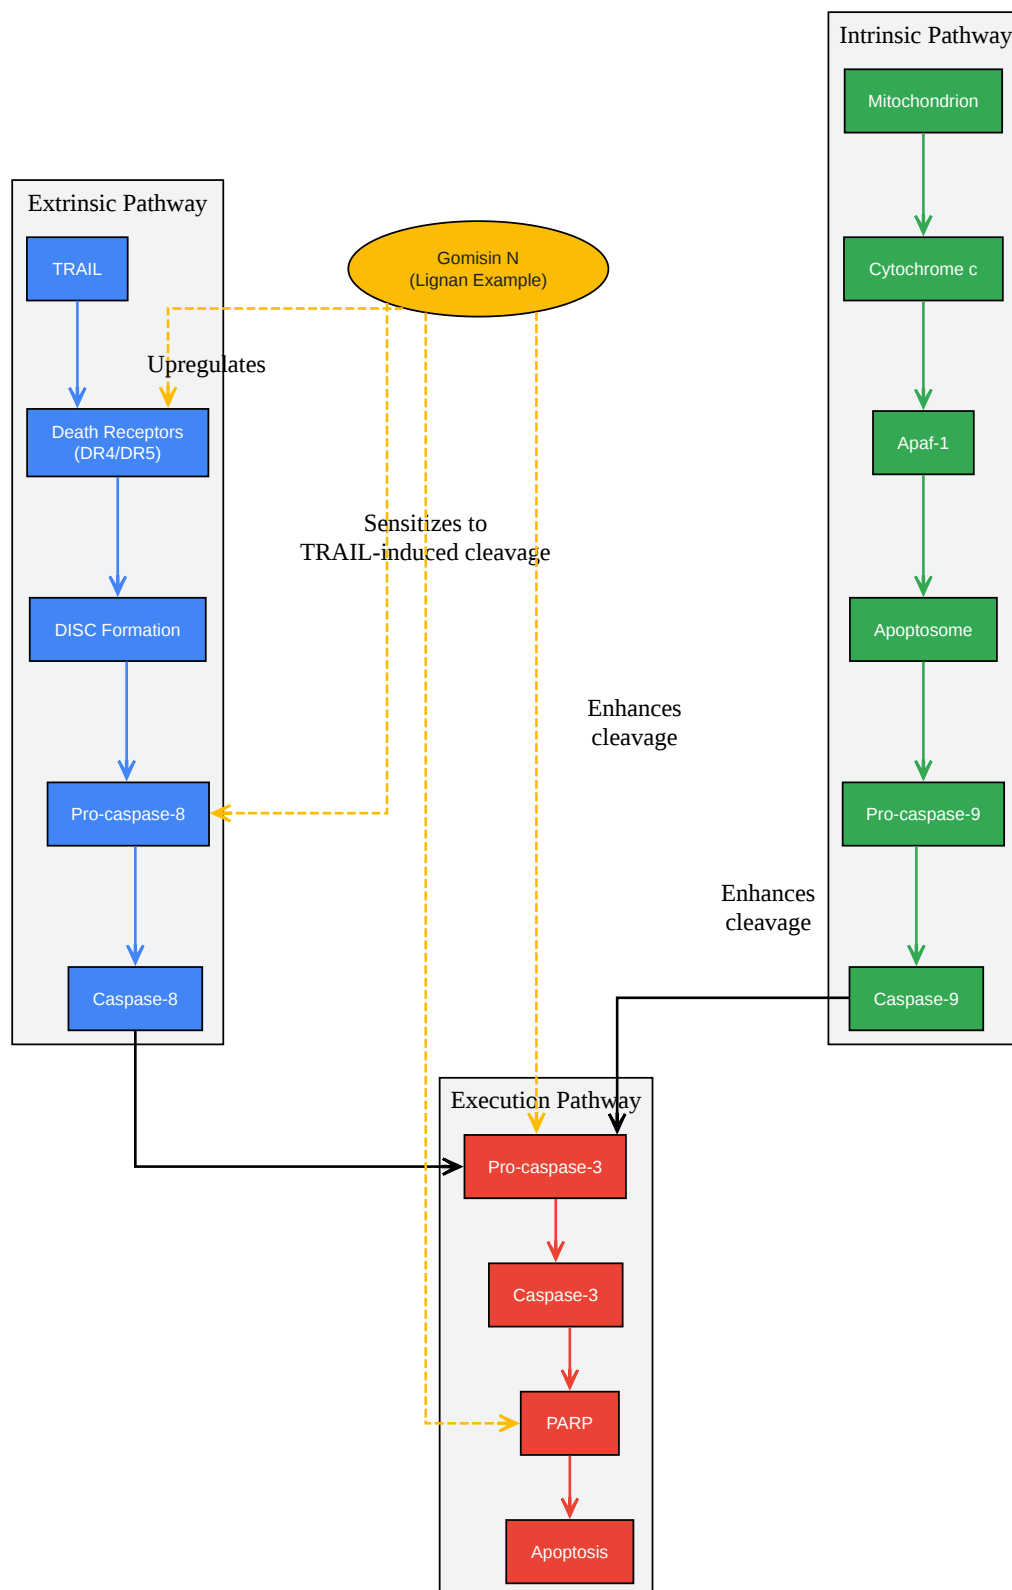 Intrinsic Pathway
Mitochondrion
Extrinsic Pathway
TRAIL
Gomisin N
(Lignan Example)
Cytochrome c
Upregulates
Death Receptors
(DR4/DR5)
Apaf-1
Sensitizes to
TRAIL-induced cleavage
DISC Formation
Apoptosome
Enhances
cleavage
Pro-caspase-8
Pro-caspase-9
Enhances
cleavage
Caspase-8
Caspase-9
Execution Pathway
Pro-caspase-3
Caspase-3
PARP
Apoptosis